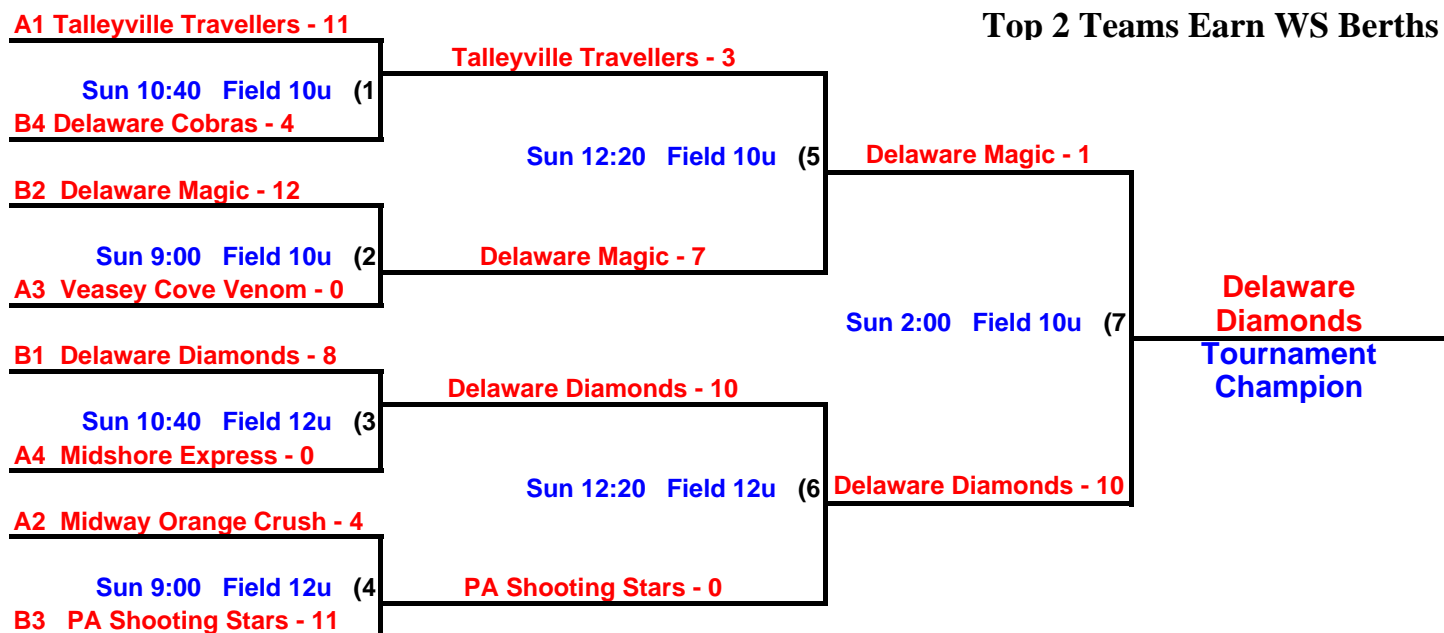 Top 2 Teams Earn WS Berths
A1 Talleyville Travellers - 11
Talleyville Travellers - 3
Sun 10:40 Field 10u (1
B4 Delaware Cobras - 4
Sun 12:20 Field 10u (5
Delaware Magic - 1
B2 Delaware Magic - 12
Sun 9:00 Field 10u (2
Delaware Magic - 7
A3 Veasey Cove Venom - 0
Sun 2:00 Field 10u (7
Delaware
Diamonds
Tournament
Champion
B1 Delaware Diamonds - 8
Delaware Diamonds - 10
Sun 10:40 Field 12u (3
A4 Midshore Express - 0
Sun 12:20 Field 12u (6
Delaware Diamonds - 10
A2 Midway Orange Crush - 4
Sun 9:00 Field 12u (4
PA Shooting Stars - 0
B3 PA Shooting Stars - 11